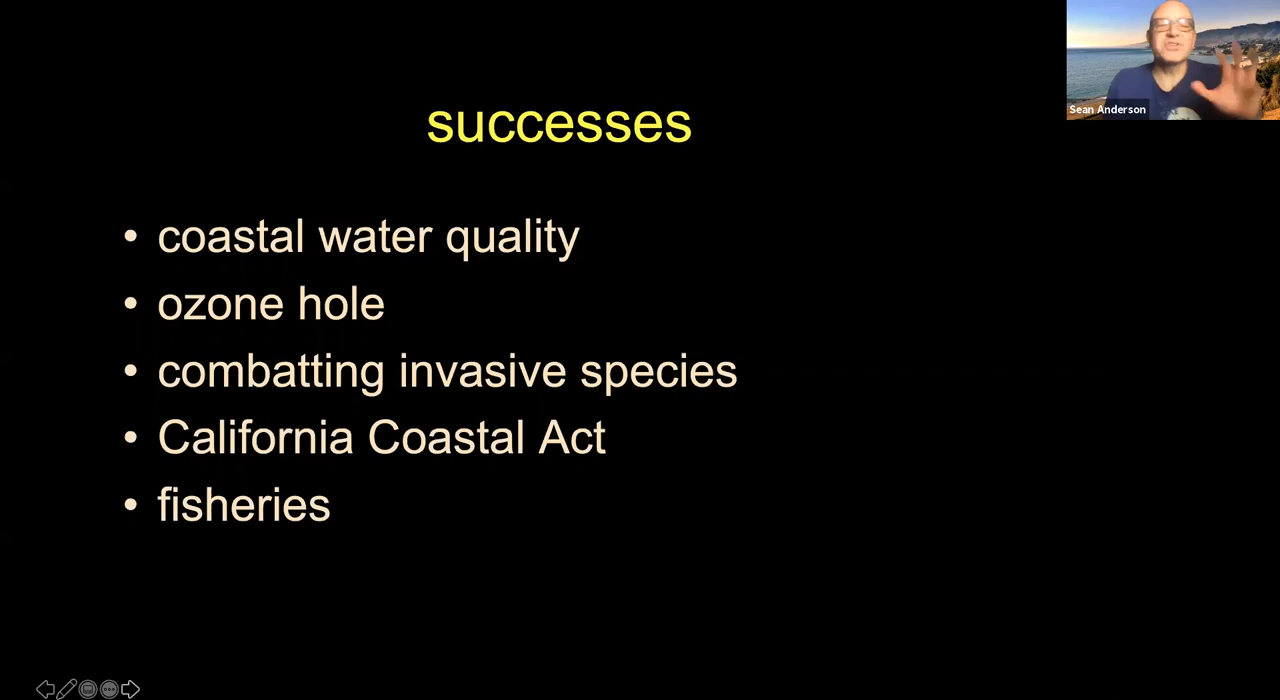 successes
• coastal water quality
• ozone hole
• combatting invasive species
• California Coastal Act
• fisheries
Sean Anderson